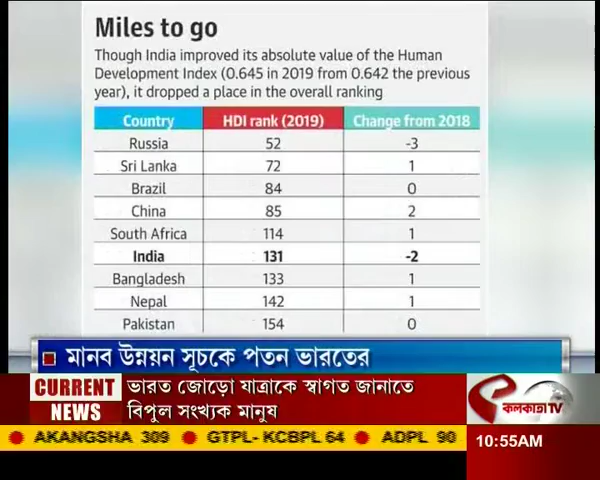 Miles to go
Though India improved its absolute value of the Human
Development Index (0.645 in 2019 from 0.642 the previous
year), it dropped a place in the overall ranking
Country HDI rank (2019) Change from 2018
Russia 52 -3
Sri Lanka 72 1
Brazil 84 0
China 85 2
South Africa 114 1
India 131 -2
Bangladesh 133 1
Nepal 142 1
Pakistan 154 0
মানব উন্নয়ন সূচকে পতন ভারতের
CURRENT NEWS
ভারত জোড়ো যাত্রাকে স্বাগত জানাতে
বিপুল সংখ্যক মানুষ
কলকাতা TV
AKANGSHA 309 GTPL- KCBPL 64 ADPL 90
10:55AM